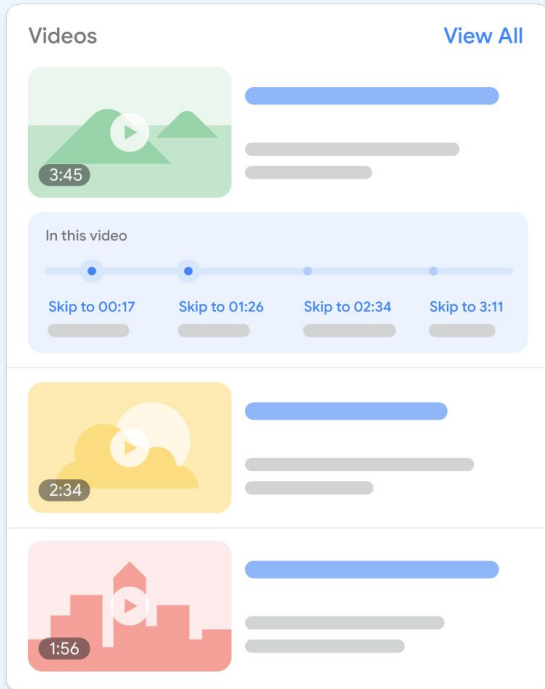 Videos View All
3:45
In this video
Skip to 00:17 Skip to 01:26 Skip to 02:34 Skip to 3:11
2:34
1:56